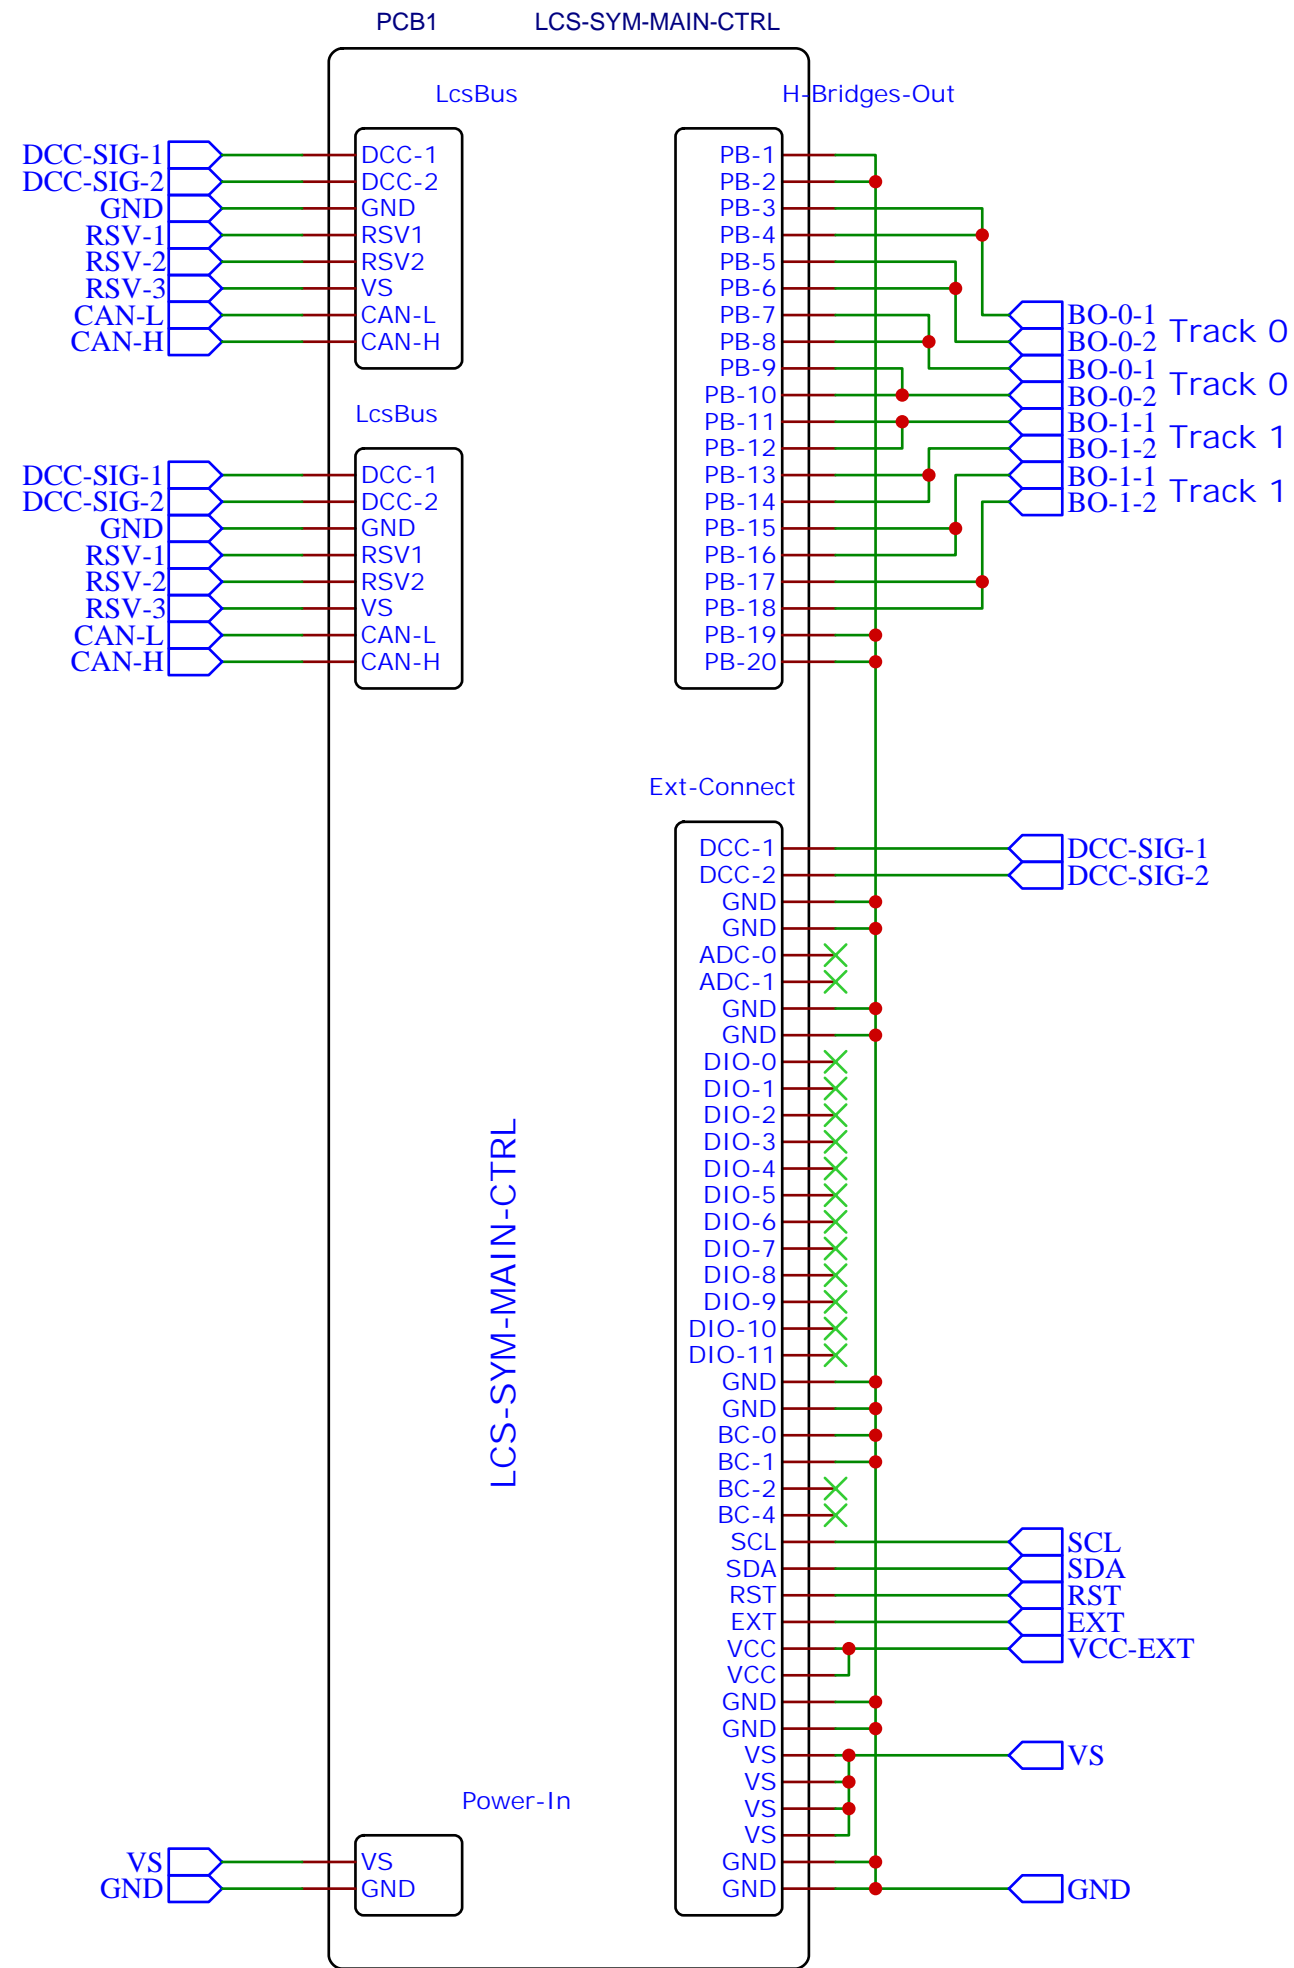 PCB1 LCS-SYM-MAIN-CTRL
LcsBus
DCC-SIG-1 DCC-1
DCC-SIG-2 DCC-2
GND GND
RSV-1 RSV1
RSV-2 RSV2
RSV-3 VS
CAN-L CAN-L
CAN-H CAN-H
LcsBus
DCC-SIG-1 DCC-1
DCC-SIG-2 DCC-2
GND GND
RSV-1 RSV1
RSV-2 RSV2
RSV-3 VS
CAN-L CAN-L
CAN-H CAN-H
LCS-SYM-MAIN-CTRL
Power-In
VS VS
GND GND
H-Bridges-Out
PB-1
PB-2
PB-3
PB-4
PB-5
PB-6
PB-7
PB-8
PB-9
PB-10
PB-11
PB-12
PB-13
PB-14
PB-15
PB-16
PB-17
PB-18
PB-19
PB-20
BO-0-1
BO-0-2
Track 0
BO-0-1
BO-0-2
Track 0
BO-1-1
BO-1-2
Track 1
BO-1-1
BO-1-2
Track 1
Ext-Connect
DCC-1 DCC-SIG-1
DCC-2 DCC-SIG-2
GND
GND
ADC-0
ADC-1
GND
GND
DIO-0
DIO-1
DIO-2
DIO-3
DIO-4
DIO-5
DIO-6
DIO-7
DIO-8
DIO-9
DIO-10
DIO-11
GND
GND
BC-0
BC-1
BC-2
BC-4
SCL SCL
SDA SDA
RST RST
EXT EXT
VCC VCC-EXT
VCC
GND
GND
VS VS
VS
VS
VS
GND
GND GND